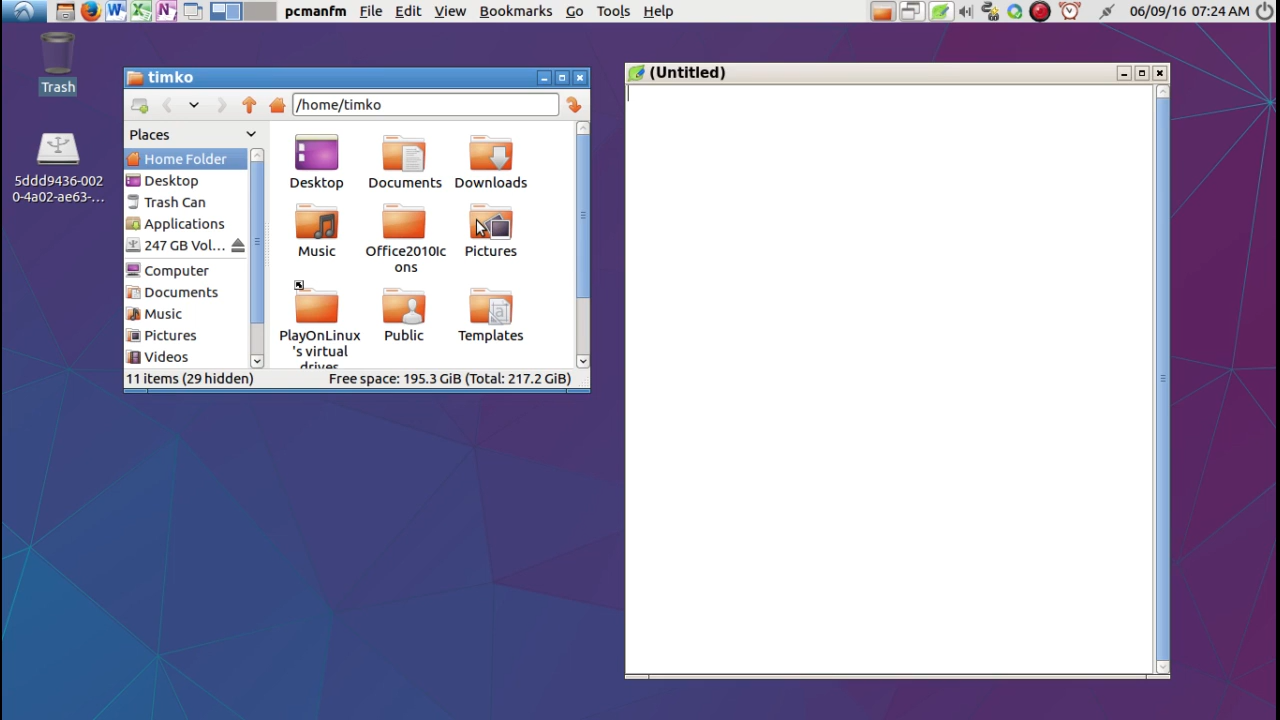 pcmanfm File Edit View Bookmarks Go Tools Help 06/09/16 07:24 AM
Trash
5ddd9436-002
0-4a02-ae63-...
timko
/home/timko
Places
Home Folder
Desktop
Trash Can
Applications
247 GB Vol...
Computer
Documents
Music
Pictures
Videos
Desktop Documents Downloads
Music Office2010Ic Pictures
ons
PlayOnLinux Public Templates
's virtual
drives
11 items (29 hidden) Free space: 195.3 GiB (Total: 217.2 GiB)
(Untitled)